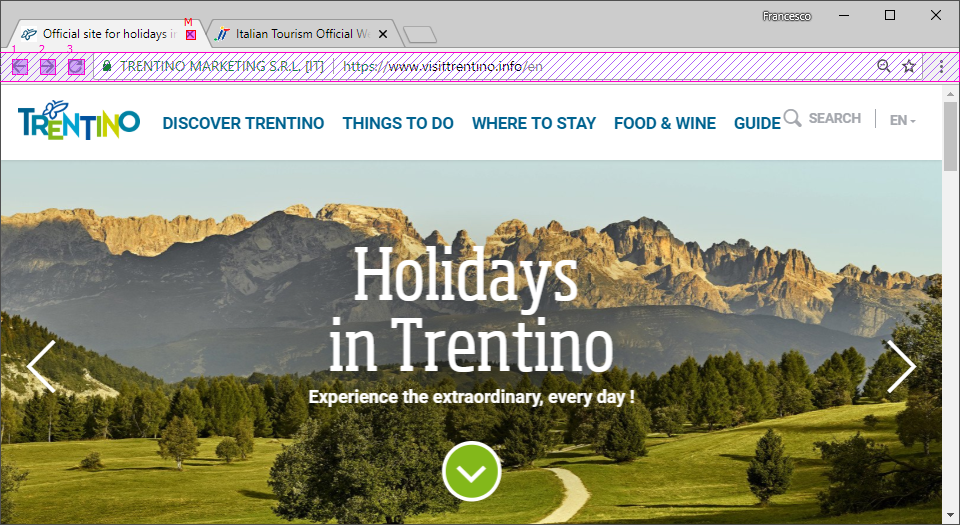 Francesco
M
Official site for holidays in
Italian Tourism Official We
1 2 3
TRENTINO MARKETING S.R.L. [IT] https://www.visittrentino.info/en
TRENTINO
DISCOVER TRENTINO THINGS TO DO WHERE TO STAY FOOD & WINE GUIDE SEARCH EN
Holidays
in Trentino
Experience the extraordinary, every day !